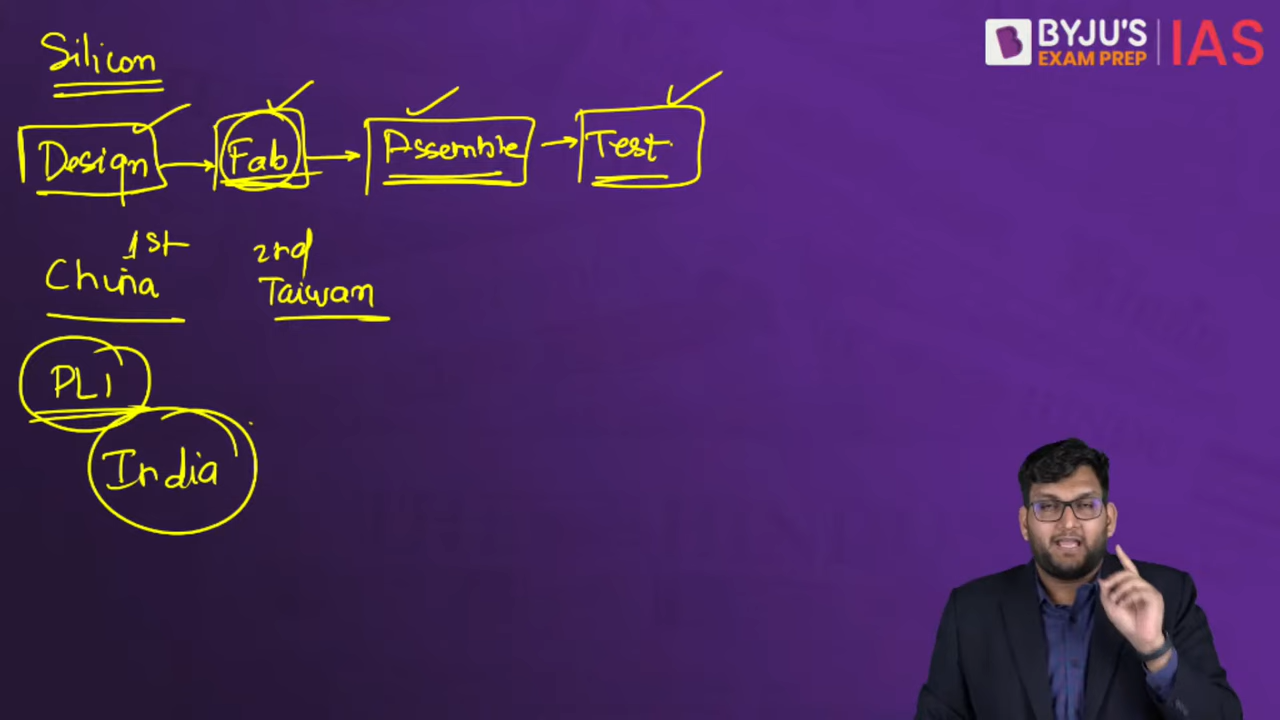 Silicon
Design → Fab → Assemble → Test
1st 2nd
China Taiwan
PLI
India
BYJU'S
EXAM PREP
IAS